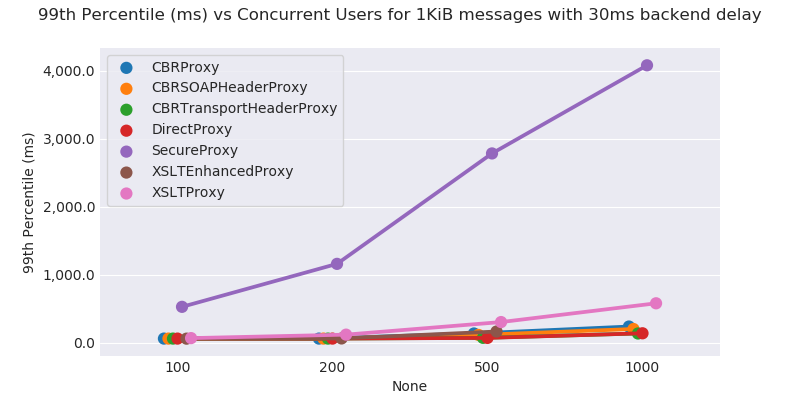 99th Percentile (ms) vs Concurrent Users for 1KiB messages with 30ms backend delay
CBRProxy
CBRSOAPHeaderProxy
CBRTransportHeaderProxy
DirectProxy
SecureProxy
XSLTEnhancedProxy
XSLTProxy
99th Percentile (ms)
4,000.0
3,000.0
2,000.0
1,000.0
0.0
100 200 500 1000
None